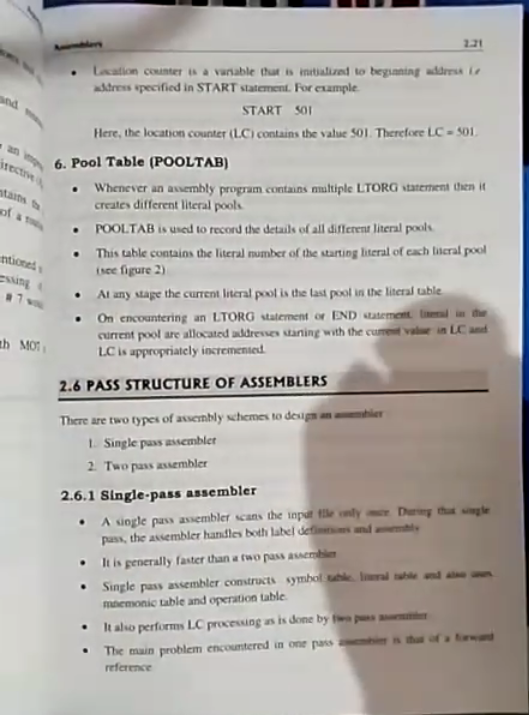 Assemblers 2.21
• Location counter is a variable that is initialized to beginning address i.e
address specified in START statement. For example.
START 501
Here, the location counter (LC) contains the value 501. Therefore LC = 501.
6. Pool Table (POOLTAB)
• Whenever an assembly program contains multiple LTORG statement then it
creates different literal pools.
• POOLTAB is used to record the details of all different literal pools.
• This table contains the literal number of the starting literal of each literal pool
(see figure 2)
• At any stage the current literal pool is the last pool in the literal table.
• On encountering an LTORG statement or END statement, literal in the
current pool are allocated addresses starting with the current value in LC and
LC is appropriately incremented.
2.6 PASS STRUCTURE OF ASSEMBLERS
There are two types of assembly schemes to design an assembler
1. Single pass assembler
2. Two pass assembler
2.6.1 Single-pass assembler
• A single pass assembler scans the input file only once. During that single
pass, the assembler handles both label definitions and assembly.
• It is generally faster than a two pass assembler.
• Single pass assembler constructs symbol table, literal table and also uses
mnemonic table and operation table.
• It also performs LC processing as is done by two pass assembler.
• The main problem encountered in one pass assembler is that of a forward
reference.